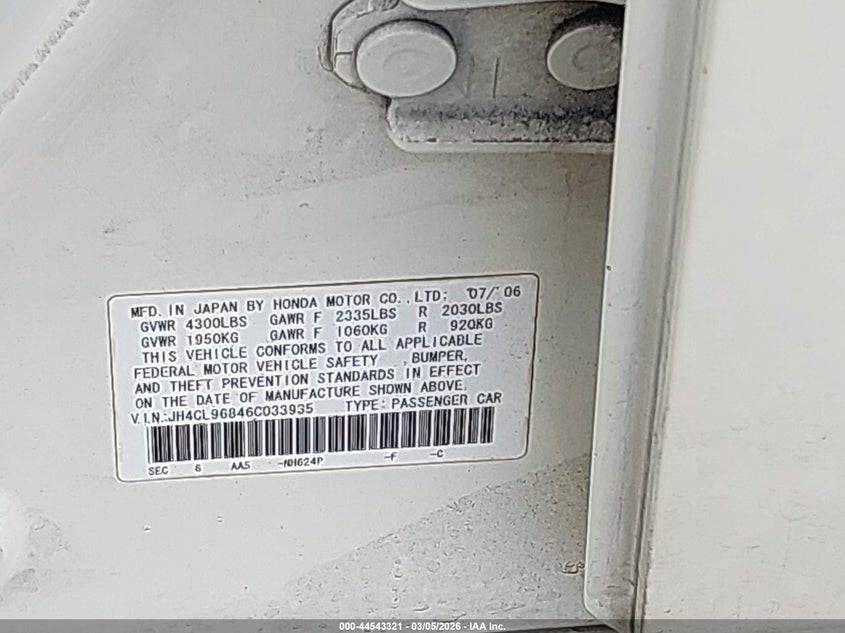 MFD. IN JAPAN BY HONDA MOTOR CO., LTD: 07/ 06
GVWR 4300LBS GAWR F 2335LBS R 2030LBS
GVWR 1950KG GAWR F 1060KG R 920KG
THIS VEHICLE CONFORMS TO ALL APPLICABLE
FEDERAL MOTOR VEHICLE SAFETY , BUMPER,
AND THEFT PREVENTION STANDARDS IN EFFECT
ON THE DATE OF MANUFACTURE SHOWN ABOVE.
V.I.N.:JH4CL96846C033935 TYPE: PASSENGER CAR
SEC 6 AA5 -NH624P -F -C
000-44543321 - 03/05/2026 - IAA Inc.